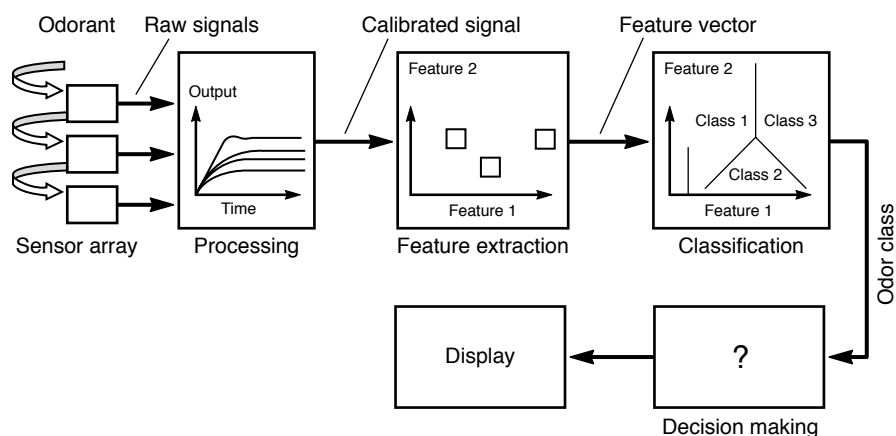 Odorant
Raw signals
Calibrated signal
Feature vector
Output
Time
Feature 2
Feature 1
Feature 2
Class 1
Class 3
Class 2
Feature 1
Sensor array
Processing
Feature extraction
Classification
Odor class
Display
?
Decision making